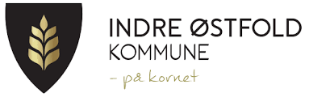 INDRE ØSTFOLD
KOMMUNE
- på kornet